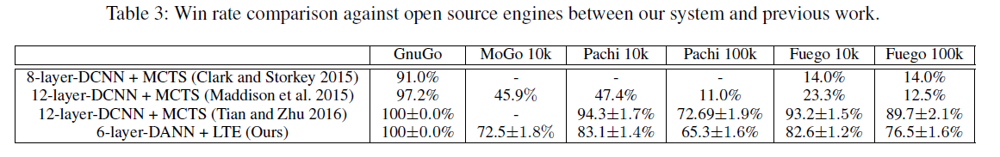 Table 3: Win rate comparison against open source engines between our system and previous work.
GnuGo MoGo 10k Pachi 10k Pachi 100k Fuego 10k Fuego 100k
8-layer-DCNN + MCTS (Clark and Storkey 2015) 91.0% - - - 14.0% 14.0%
12-layer-DCNN + MCTS (Maddison et al. 2015) 97.2% 45.9% 47.4% 11.0% 23.3% 12.5%
12-layer-DCNN + MCTS (Tian and Zhu 2016) 100±0.0% - 94.3±1.7% 72.69±1.9% 93.2±1.5% 89.7±2.1%
6-layer-DANN + LTE (Ours) 100±0.0% 72.5±1.8% 83.1±1.4% 65.3±1.6% 82.6±1.2% 76.5±1.6%